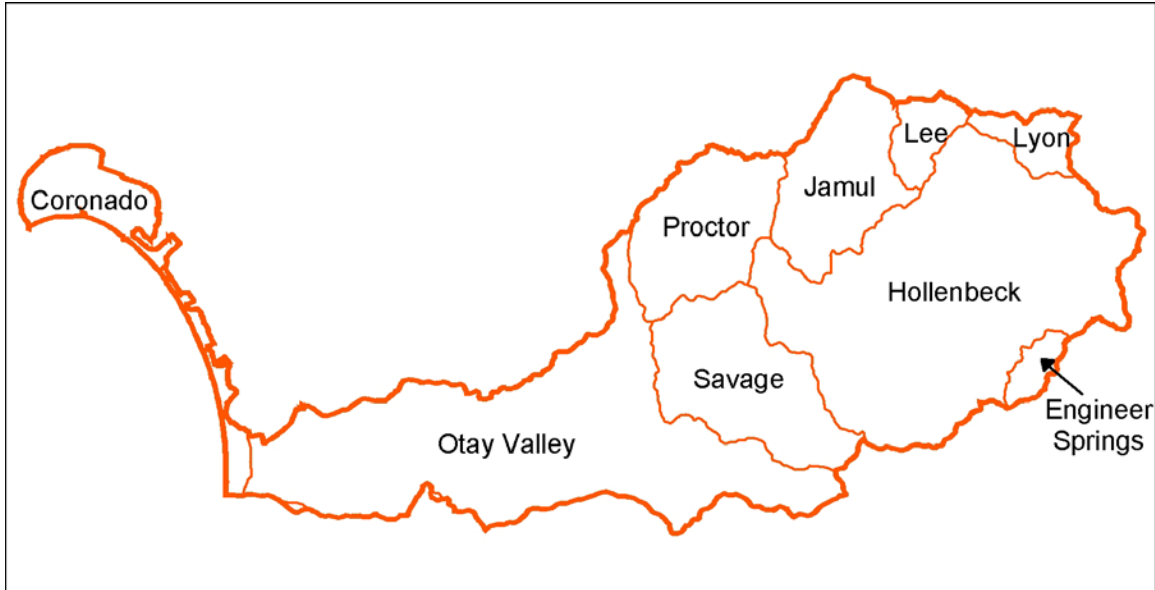 Coronado
Proctor
Jamul
Lee
Lyon
Hollenbeck
Savage
Otay Valley
Engineer
Springs